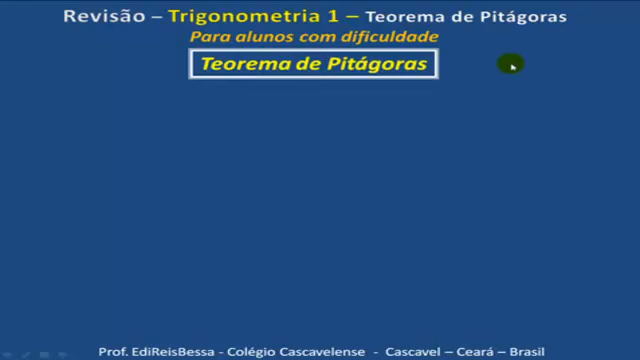 Revisão – Trigonometria 1 – Teorema de Pitágoras
Para alunos com dificuldade
Teorema de Pitágoras
Prof. EdiReisBessa - Colégio Cascavelense - Cascavel – Ceará – Brasil